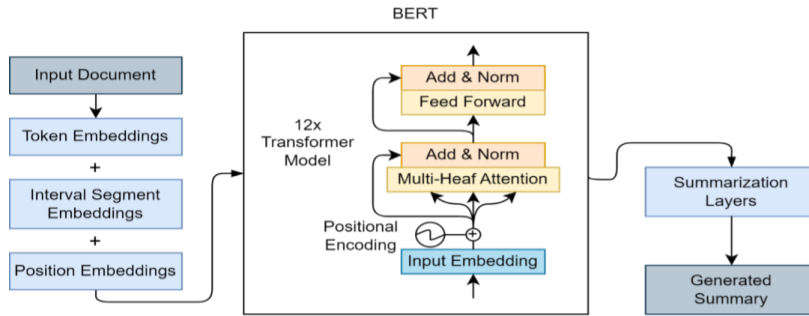 BERT
Input Document
Token Embeddings
+
Interval Segment
Embeddings
+
Position Embeddings
12x
Transformer
Model
Add & Norm
Feed Forward
Add & Norm
Multi-Heaf Attention
Positional
Encoding
+
Input Embedding
Summarization
Layers
Generated
Summary